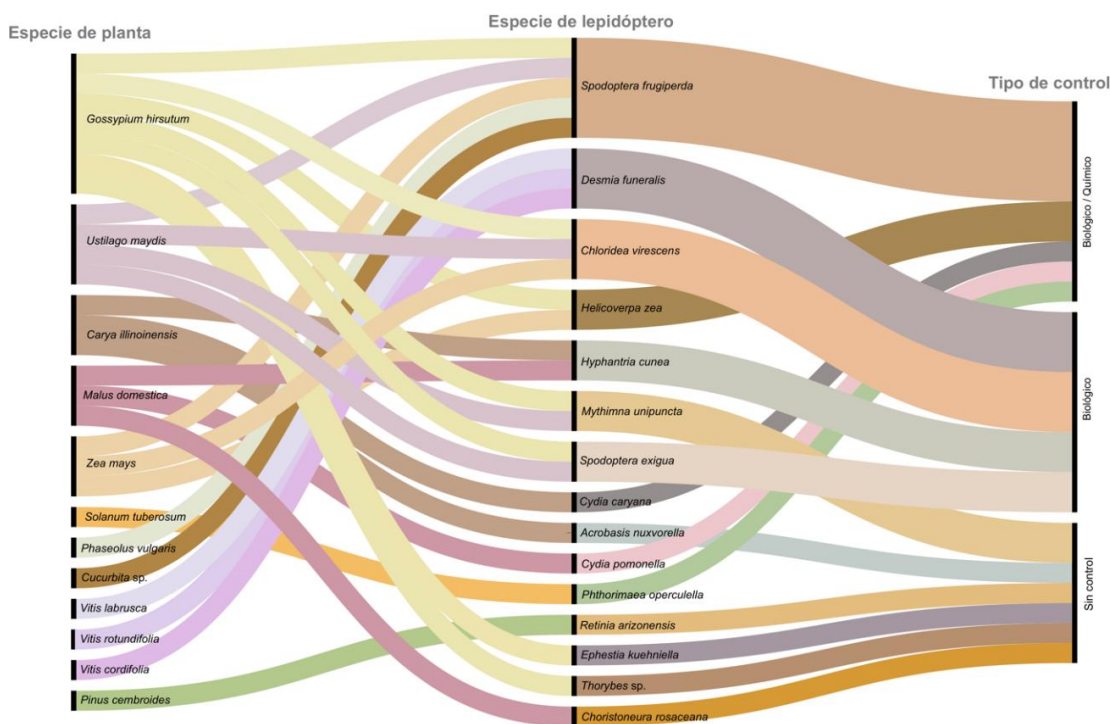 Especie de planta
Especie de lepidóptero
Tipo de control
Gossypium hirsutum
Ustilago maydis
Carya illinoinensis
Malus domestica
Zea mays
Solanum tuberosum
Phaseolus vulgaris
Cucurbita sp.
Vitis labrusca
Vitis rotundifolia
Vitis cordifolia
Pinus cembroides
Spodoptera frugiperda
Desmia funeralis
Chloridea virescens
Helicoverpa zea
Hyphantria cunea
Mythimna unipuncta
Spodoptera exigua
Cydia caryana
Acrobasis nuxvorella
Cydia pomonella
Phthorimaea operculella
Retinia arizonensis
Ephestia kuehniella
Thorybes sp.
Choristoneura rosaceana
Biológico / Químico
Biológico
Sin control